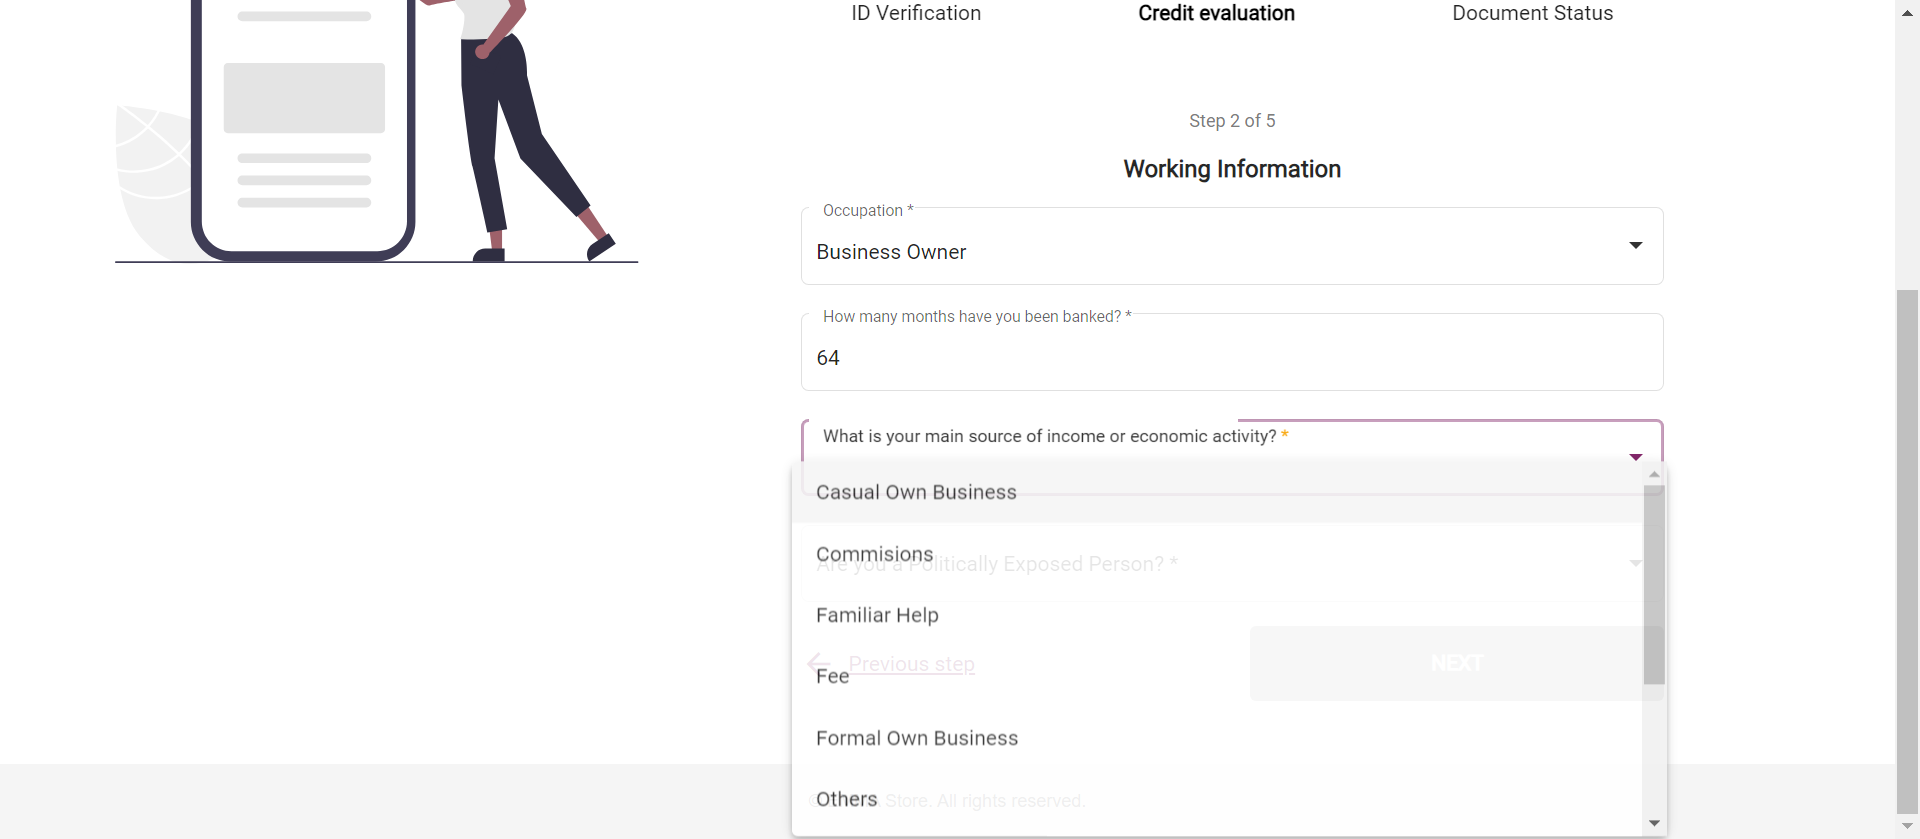 ID Verification
Credit evaluation
Document Status
Step 2 of 5
Working Information
Occupation *
Business Owner
How many months have you been banked? *
64
What is your main source of income or economic activity? *
Casual Own Business
Commisions
Are you a Politically Exposed Person? *
Familiar Help
Previous step
NEXT
Fee
Formal Own Business
Others
Store. All rights reserved.